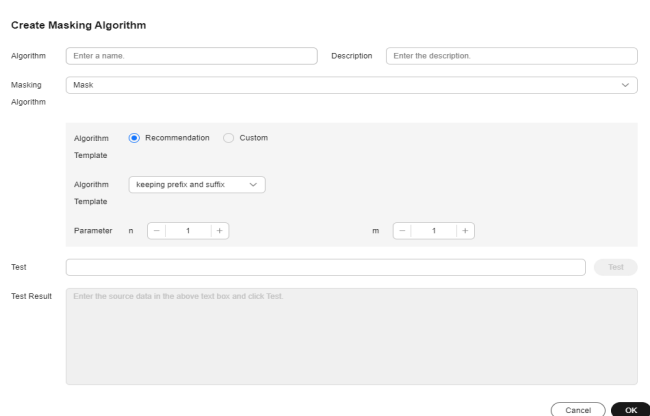 Create Masking Algorithm
Algorithm Enter a name. Description Enter the description.
Masking Algorithm Mask
Algorithm Template Recommendation Custom
Algorithm Template keeping prefix and suffix
Parameter n − 1 + m − 1 +
Test Test
Test Result Enter the source data in the above text box and click Test.
Cancel OK